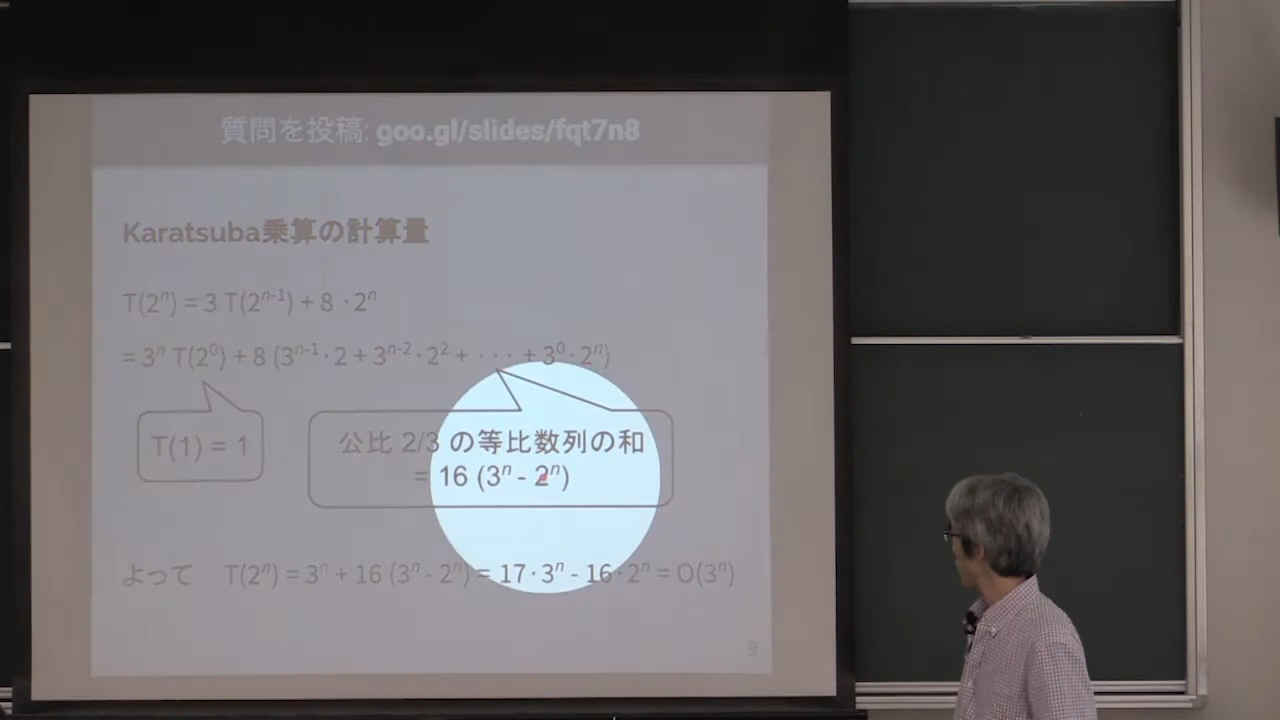 質問を投稿: goo.gl/slides/fqt7n8
Karatsuba乗算の計算量
T(2ⁿ) = 3 T(2ⁿ⁻¹) + 8 · 2ⁿ
= 3ⁿ T(2⁰) + 8 (3ⁿ⁻¹ · 2 + 3ⁿ⁻² · 2² + · · · + 3⁰ · 2ⁿ)
T(1) = 1
公比 2/3 の等比数列の和
= 16 (3ⁿ - 2ⁿ)
よって T(2ⁿ) = 3ⁿ + 16 (3ⁿ - 2ⁿ) = 17 · 3ⁿ - 16 · 2ⁿ = O(3ⁿ)
9